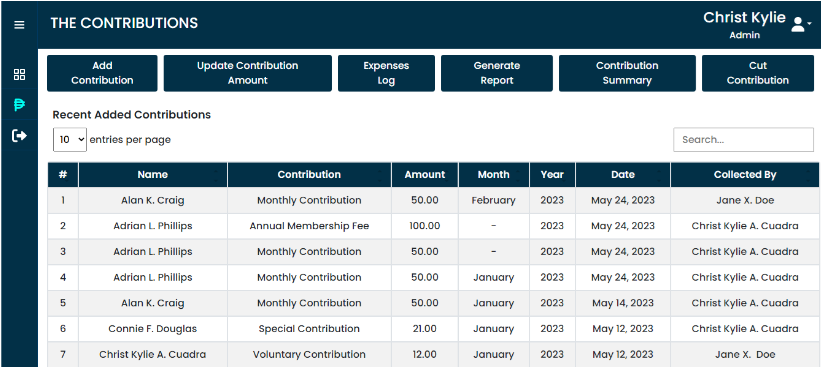 THE CONTRIBUTIONS
Christ Kylie
Admin
Add
Contribution
Update Contribution
Amount
Expenses
Log
Generate
Report
Contribution
Summary
Cut
Contribution
Recent Added Contributions
10 entries per page
Search...
# Name Contribution Amount Month Year Date Collected By
1 Alan K. Craig Monthly Contribution 50.00 February 2023 May 24, 2023 Jane X. Doe
2 Adrian L. Phillips Annual Membership Fee 100.00 - 2023 May 24, 2023 Christ Kylie A. Cuadra
3 Adrian L. Phillips Monthly Contribution 50.00 - 2023 May 24, 2023 Christ Kylie A. Cuadra
4 Adrian L. Phillips Monthly Contribution 50.00 January 2023 May 24, 2023 Christ Kylie A. Cuadra
5 Alan K. Craig Monthly Contribution 50.00 January 2023 May 14, 2023 Christ Kylie A. Cuadra
6 Connie F. Douglas Special Contribution 21.00 January 2023 May 12, 2023 Christ Kylie A. Cuadra
7 Christ Kylie A. Cuadra Voluntary Contribution 12.00 January 2023 May 12, 2023 Jane X. Doe